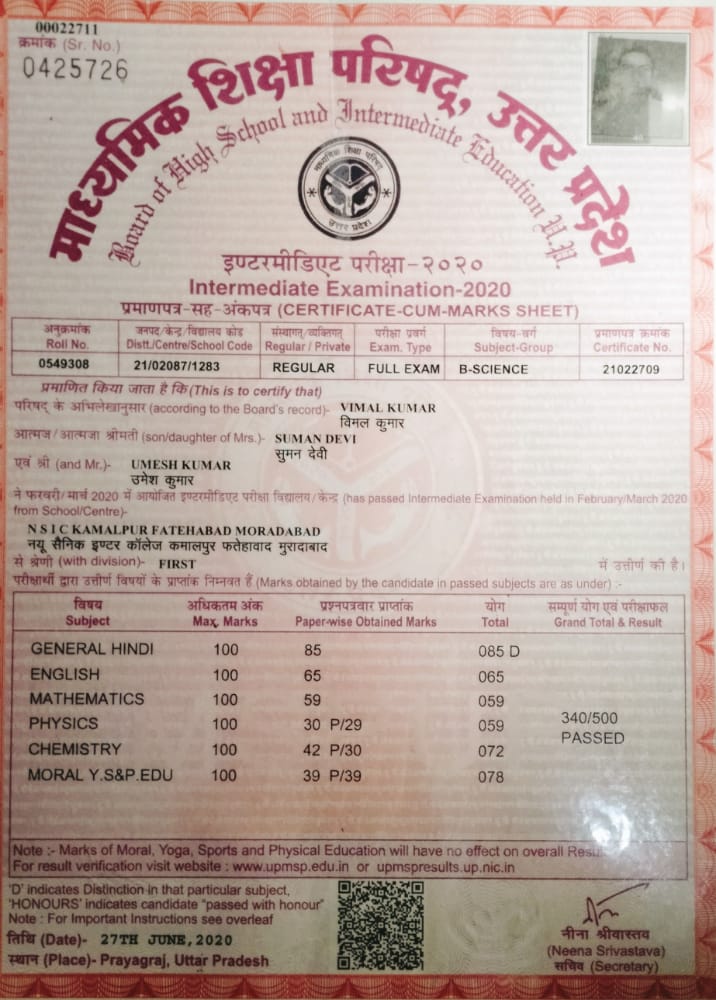 00022711
क्रमांक (Sr. No.)
0425726
माध्यमिक शिक्षा परिषद्, उत्तर प्रदेश
Board of High School and Intermediate Education U.P.
माध्यमिक शिक्षा परिषद
उत्तर प्रदेश
इण्टरमीडिएट परीक्षा-२०२०
Intermediate Examination-2020
प्रमाणपत्र-सह-अंकपत्र (CERTIFICATE-CUM-MARKS SHEET)
अनुक्रमांक जनपद/केन्द्र/विद्यालय कोड संस्थागत/व्यक्तिगत परीक्षा प्रवर्ग विषय-वर्ग प्रमाणपत्र क्रमांक
Roll No. Distt./Centre/School Code Regular / Private Exam. Type Subject-Group Certificate No.
0549308 21/02087/1283 REGULAR FULL EXAM B-SCIENCE 21022709
प्रमाणित किया जाता है कि (This is to certify that)
परिषद् के अभिलेखानुसार (according to the Board's record)- VIMAL KUMAR
विमल कुमार
आत्मज/आत्मजा श्रीमती (son/daughter of Mrs.)- SUMAN DEVI
सुमन देवी
एवं श्री (and Mr.)- UMESH KUMAR
उमेश कुमार
ने फरवरी/मार्च 2020 में आयोजित इण्टरमीडिएट परीक्षा विद्यालय/केन्द्र (has passed Intermediate Examination held in February/March 2020
from School/Centre)-
N S I C KAMALPUR FATEHABAD MORADABAD
नयू सैनिक इण्टर कॉलेज कमालपुर फतेहावाद मुरादाबाद
से श्रेणी (with division)- FIRST में उत्तीर्ण की है।
परीक्षार्थी द्वारा उत्तीर्ण विषयों के प्राप्तांक निम्नवत हैं (Marks obtained by the candidate in passed subjects are as under) :-
विषय अधिकतम अंक प्रश्नपत्रवार प्राप्तांक योग सम्पूर्ण योग एवं परीक्षाफल
Subject Max. Marks Paper-wise Obtained Marks Total Grand Total & Result
GENERAL HINDI 100 85 085 D
ENGLISH 100 65 065
MATHEMATICS 100 59 059
PHYSICS 100 30 P/29 059 340/500
PASSED
CHEMISTRY 100 42 P/30 072
MORAL Y.S&P.EDU 100 39 P/39 078
Note :- Marks of Moral, Yoga, Sports and Physical Education will have no effect on overall
For result verification visit website : www.upmsp.edu.in or upmspresults.up.nic.in
'D' indicates Distinction in that particular subject,
'HONOURS' indicates candidate "passed with honour"
Note : For Important Instructions see overleaf
तिथि (Date)- 27TH JUNE,2020
स्थान (Place)- Prayagraj, Uttar Pradesh
नीना श्रीवास्तव
(Neena Srivastava)
सचिव (Secretary)